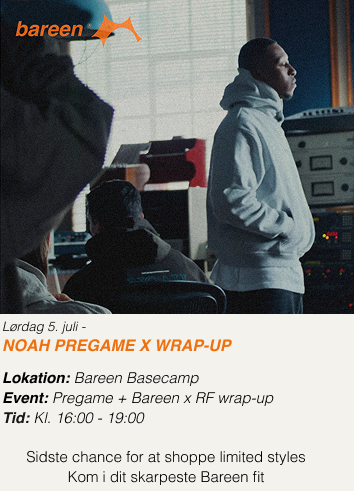 bareen
Lørdag 5. juli -
NOAH PREGAME X WRAP-UP
Lokation: Bareen Basecamp
Event: Pregame + Bareen x RF wrap-up
Tid: Kl. 16:00 - 19:00
Sidste chance for at shoppe limited styles
Kom i dit skarpeste Bareen fit